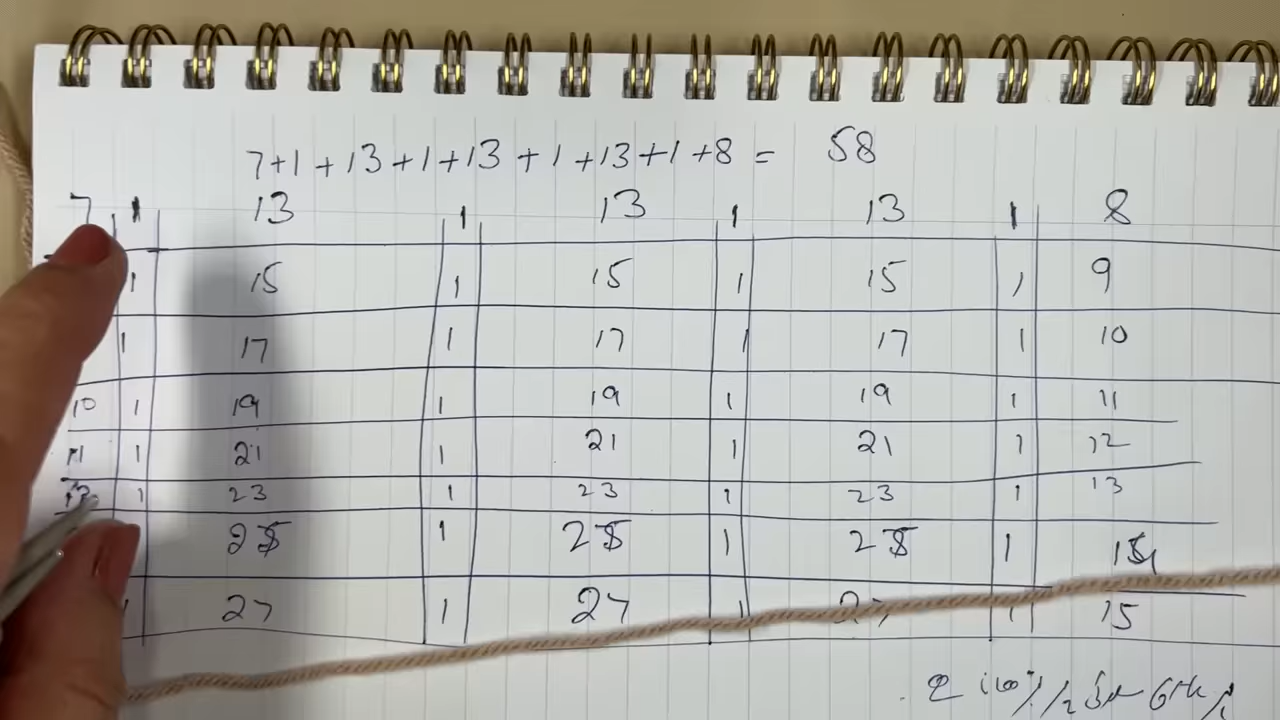 7+1+13+1+13+1+13+1+8 = 58
7 1 13 1 13 1 13 1 8
1 15 1 15 1 15 1 9
1 17 1 17 1 17 1 10
10 1 19 1 19 1 19 1 11
11 1 21 1 21 1 21 1 12
1 23 1 23 1 23 1 13
25 1 25 1 25 1
1 27 1 27 1 27 1 15